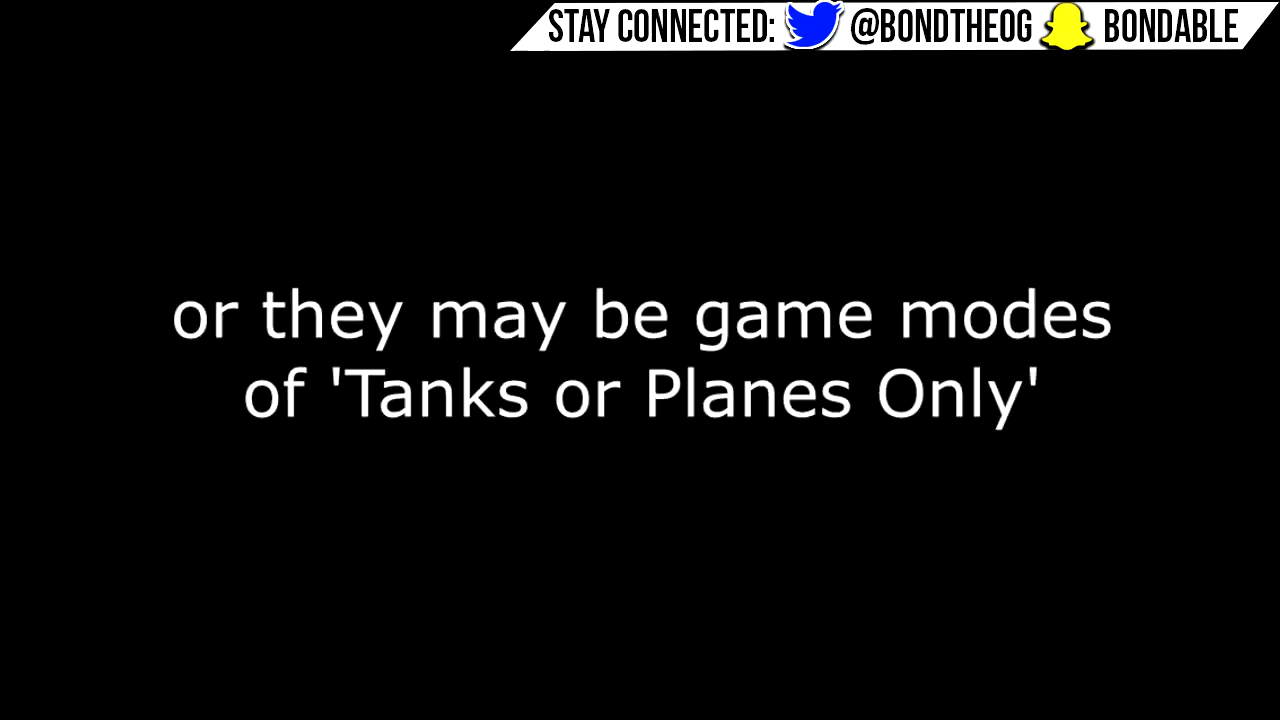 STAY CONNECTED: @BONDTHEOG BONDABLE
or they may be game modes
of 'Tanks or Planes Only'